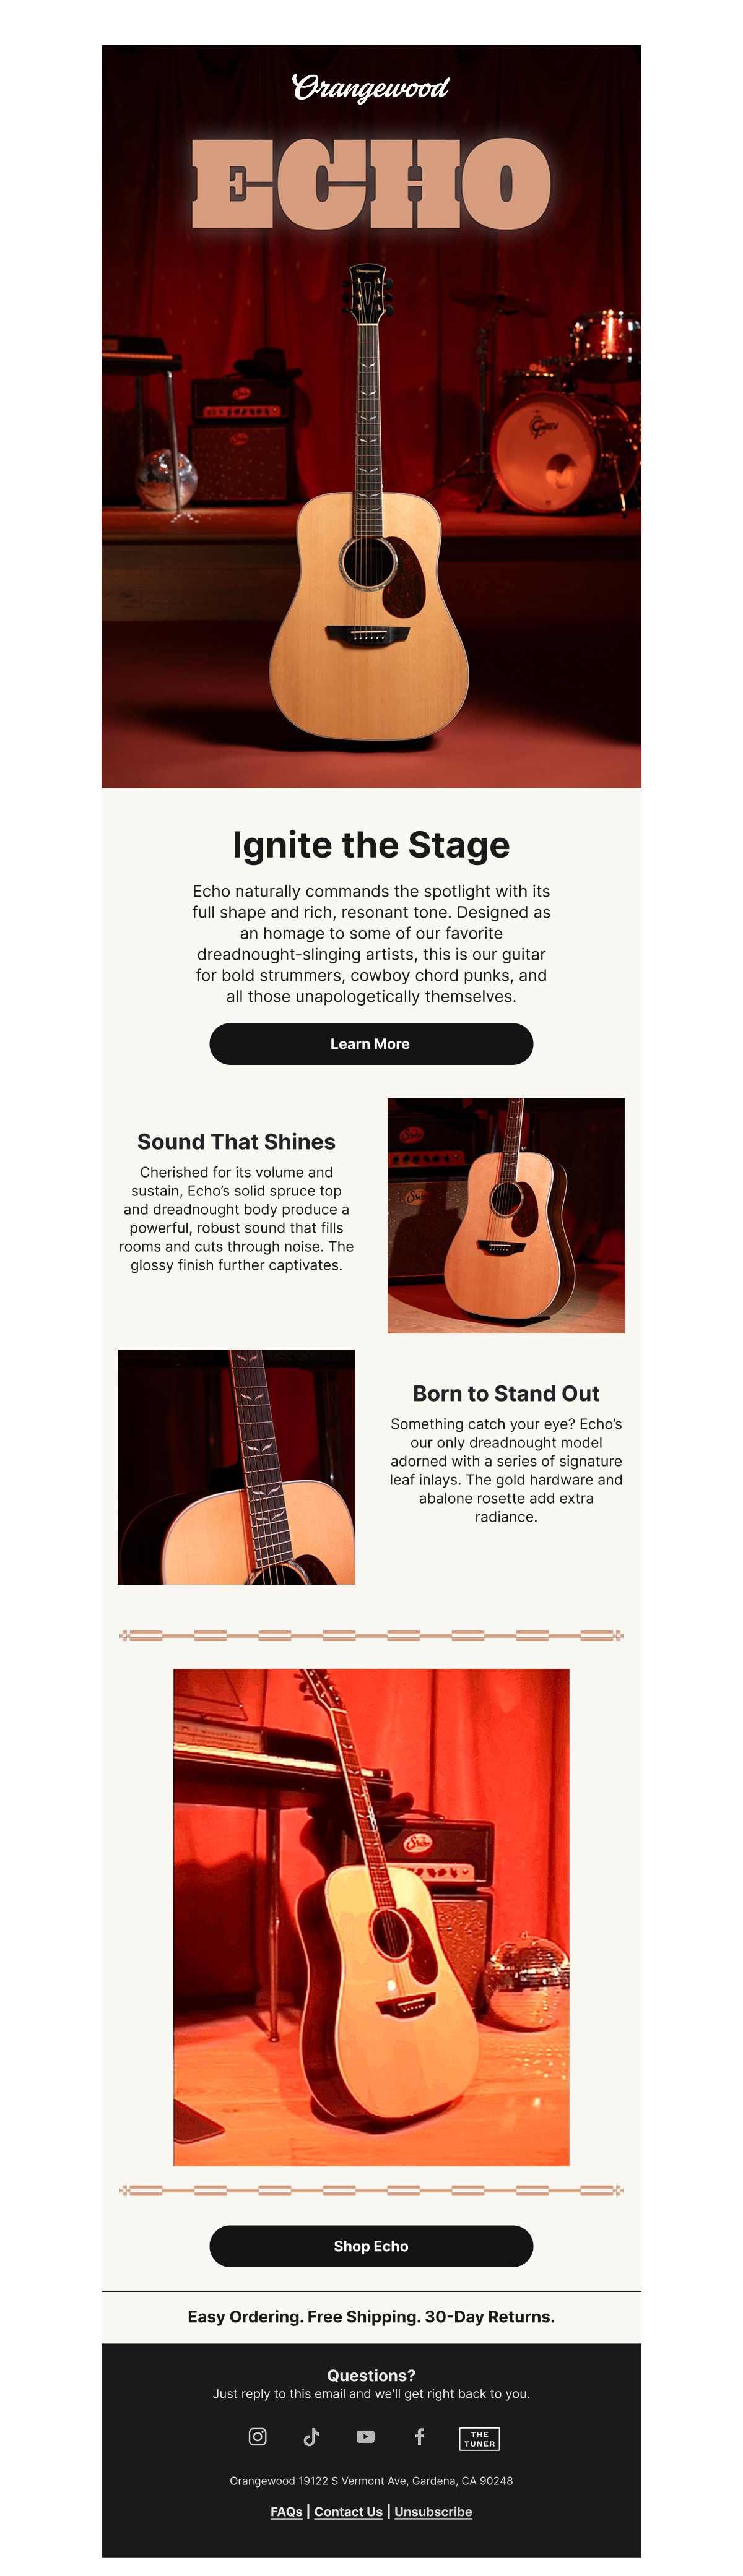 Orangewood
ECHO
Ignite the Stage
Echo naturally commands the spotlight with its
full shape and rich, resonant tone. Designed as
an homage to some of our favorite
dreadnought-slinging artists, this is our guitar
for bold strummers, cowboy chord punks, and
all those unapologetically themselves.
Learn More
Sound That Shines
Cherished for its volume and
sustain, Echo’s solid spruce top
and dreadnought body produce a
powerful, robust sound that fills
rooms and cuts through noise. The
glossy finish further captivates.
Born to Stand Out
Something catch your eye? Echo’s
our only dreadnought model
adorned with a series of signature
leaf inlays. The gold hardware and
abalone rosette add extra
radiance.
Shop Echo
Easy Ordering. Free Shipping. 30-Day Returns.
Questions?
Just reply to this email and we'll get right back to you.
THE
TUNER
Orangewood 19122 S Vermont Ave, Gardena, CA 90248
FAQs | Contact Us | Unsubscribe